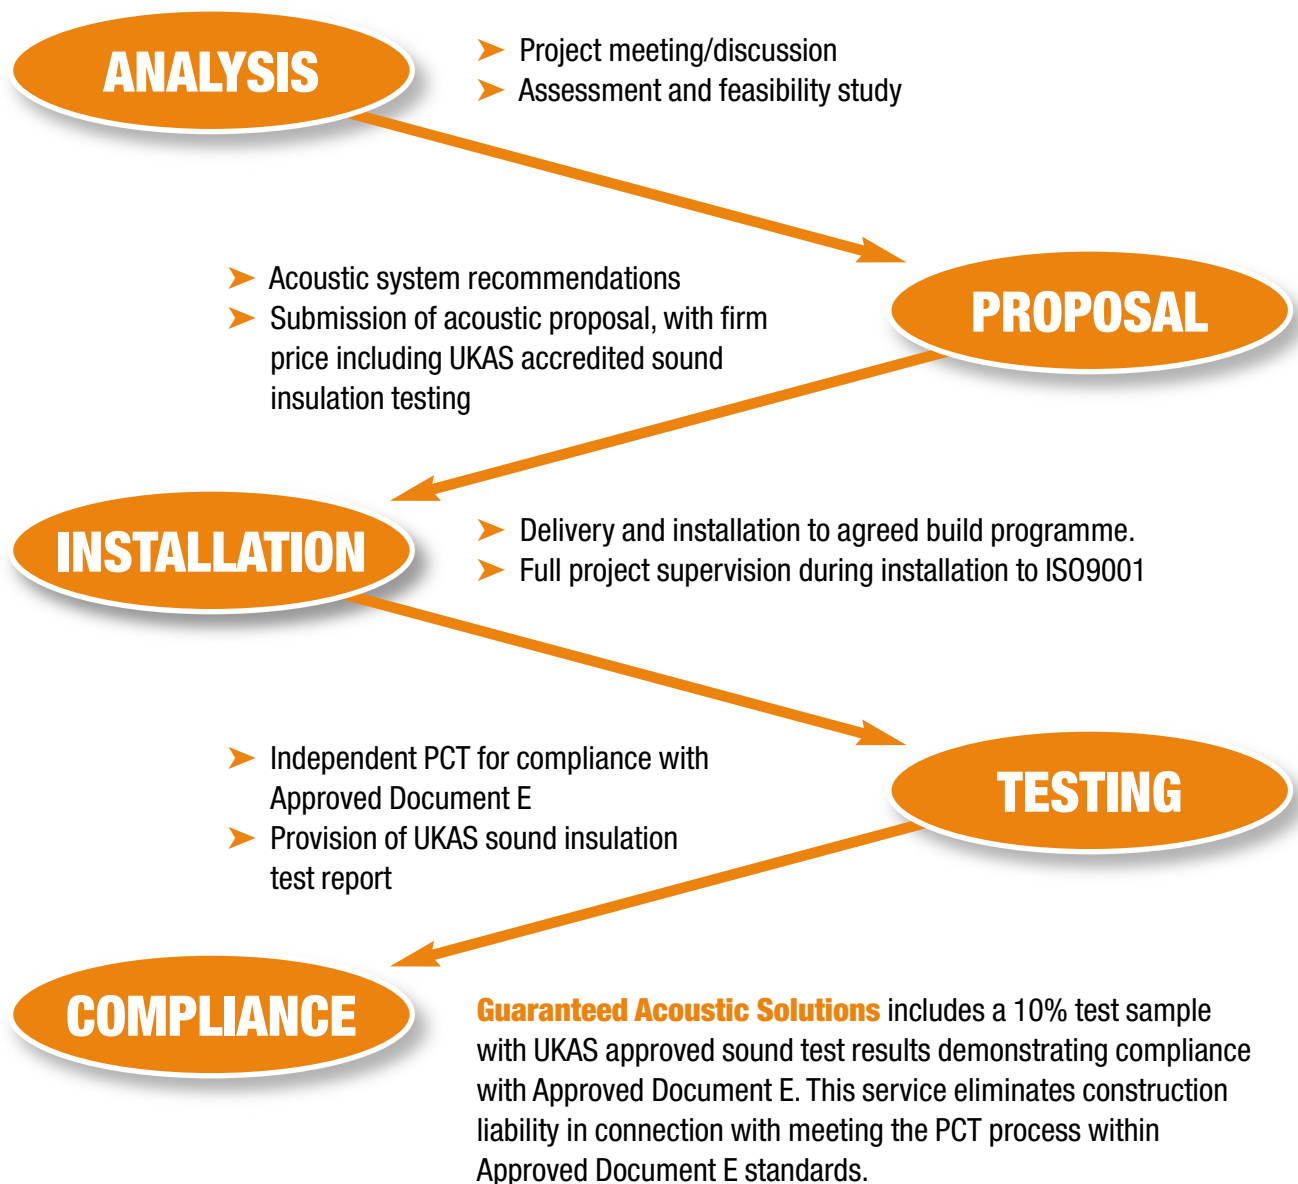 ANALYSIS
➤ Project meeting/discussion
➤ Assessment and feasibility study
➤ Acoustic system recommendations
➤ Submission of acoustic proposal, with firm
price including UKAS accredited sound
insulation testing
PROPOSAL
INSTALLATION
➤ Delivery and installation to agreed build programme.
➤ Full project supervision during installation to ISO9001
➤ Independent PCT for compliance with
Approved Document E
➤ Provision of UKAS sound insulation
test report
TESTING
COMPLIANCE
Guaranteed Acoustic Solutions includes a 10% test sample
with UKAS approved sound test results demonstrating compliance
with Approved Document E. This service eliminates construction
liability in connection with meeting the PCT process within
Approved Document E standards.